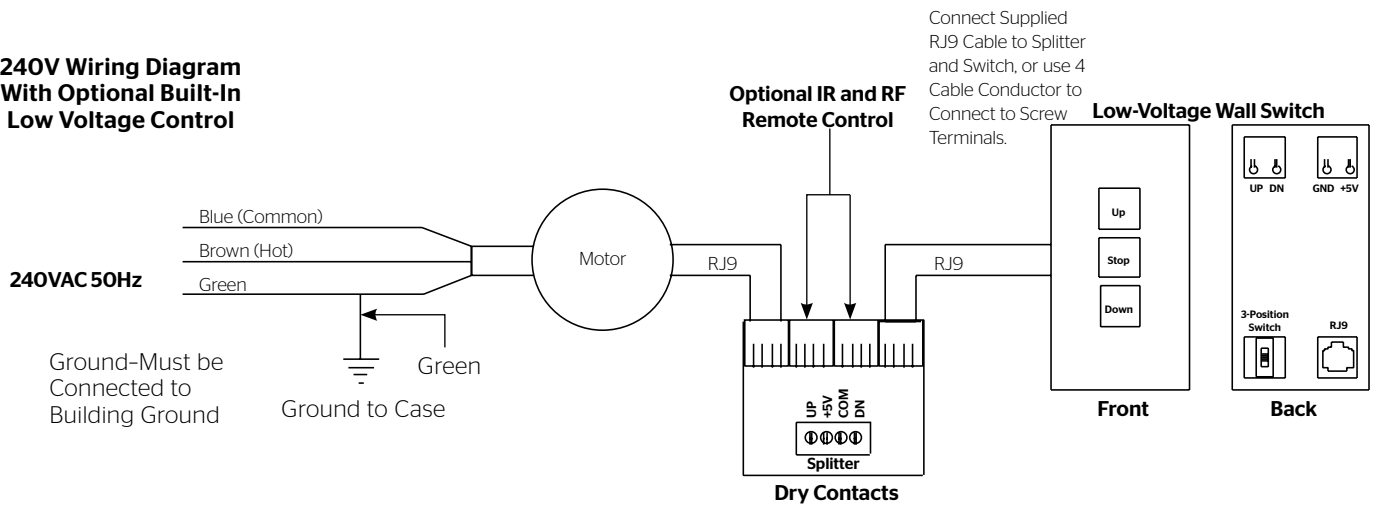 240V Wiring Diagram
With Optional Built-In
Low Voltage Control
Connect Supplied
RJ9 Cable to Splitter
and Switch, or use 4
Cable Conductor to
Connect to Screw
Terminals.
Optional IR and RF
Remote Control
Low-Voltage Wall Switch
Blue (Common)
Brown (Hot)
Green
240VAC 50Hz
Motor
RJ9
RJ9
Ground–Must be
Connected to
Building Ground
Green
Ground to Case
UP
+5V
COM
DN
Splitter
Dry Contacts
Up
Stop
Down
Front
UP DN
GND +5V
3-Position
Switch
RJ9
Back